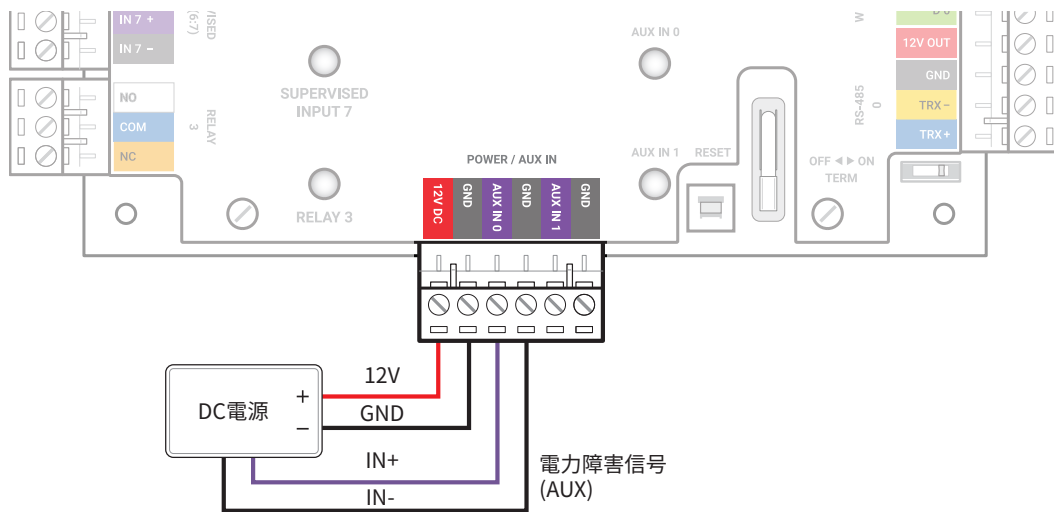 IN 7 +
IN 7 -
(6:7)
NO
COM
NC
RELAY
3
SUPERVISED
INPUT 7
RELAY 3
AUX IN 0
AUX IN 1
RESET
POWER / AUX IN
12V DC
GND
AUX IN 0
GND
AUX IN 1
GND
W
12V OUT
GND
TRX -
TRX +
RS-485
0
OFF ◄ ► ON
TERM
DC電源
+
−
12V
GND
IN+
IN-
電力障害信号
(AUX)